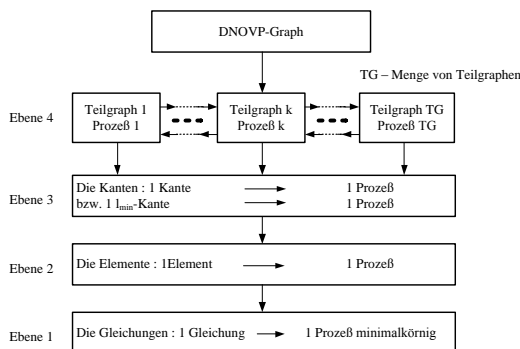 DNOVP-Graph
TG – Menge von Teilgraphen
Ebene 4
Teilgraph 1
Prozeß 1
Teilgraph k
Prozeß k
Teilgraph TG
Prozeß TG
Ebene 3
Die Kanten : 1 Kante 1 Prozeß
bzw. 1 lmin-Kante 1 Prozeß
Ebene 2
Die Elemente : 1Element 1 Prozeß
Ebene 1
Die Gleichungen : 1 Gleichung 1 Prozeß minimalkörnig